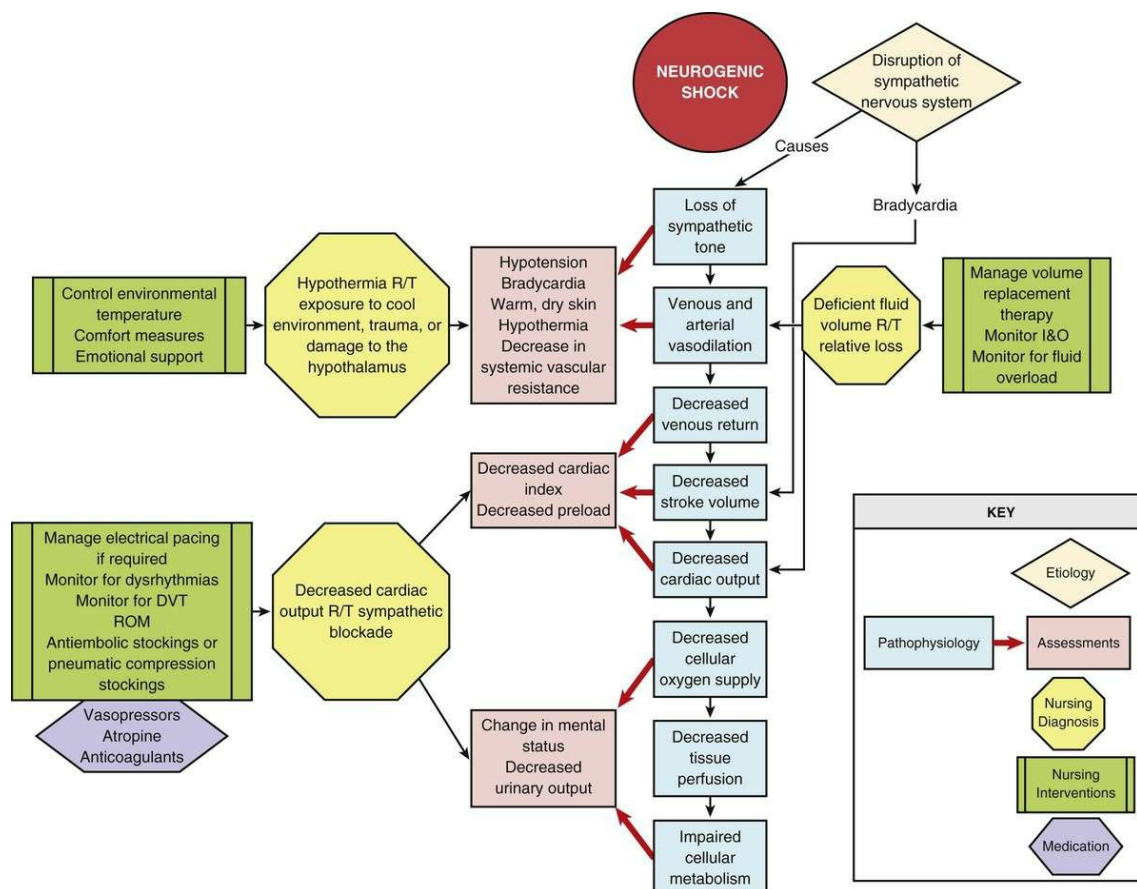 NEUROGENIC
SHOCK
Disruption of
sympathetic
nervous system
Causes
Bradycardia
Loss of
sympathetic
tone
Hypotension
Bradycardia
Warm, dry skin
Hypothermia
Decrease in
systemic vascular
resistance
Hypothermia R/T
exposure to cool
environment, trauma, or
damage to the
hypothalamus
Control environmental
temperature
Comfort measures
Emotional support
Venous and
arterial
vasodilation
Deficient fluid
volume R/T
relative loss
Manage volume
replacement
therapy
Monitor I&O
Monitor for fluid
overload
Decreased
venous return
Decreased cardiac
index
Decreased preload
Decreased
stroke volume
Decreased
cardiac output
Manage electrical pacing
if required
Monitor for dysrhythmias
Monitor for DVT
ROM
Antiembolic stockings or
pneumatic compression
stockings
Vasopressors
Atropine
Anticoagulants
Decreased cardiac
output R/T sympathetic
blockade
Decreased
cellular
oxygen supply
Change in mental
status
Decreased
urinary output
Decreased
tissue
perfusion
Impaired
cellular
metabolism
KEY
Etiology
Pathophysiology
Assessments
Nursing
Diagnosis
Nursing
Interventions
Medication